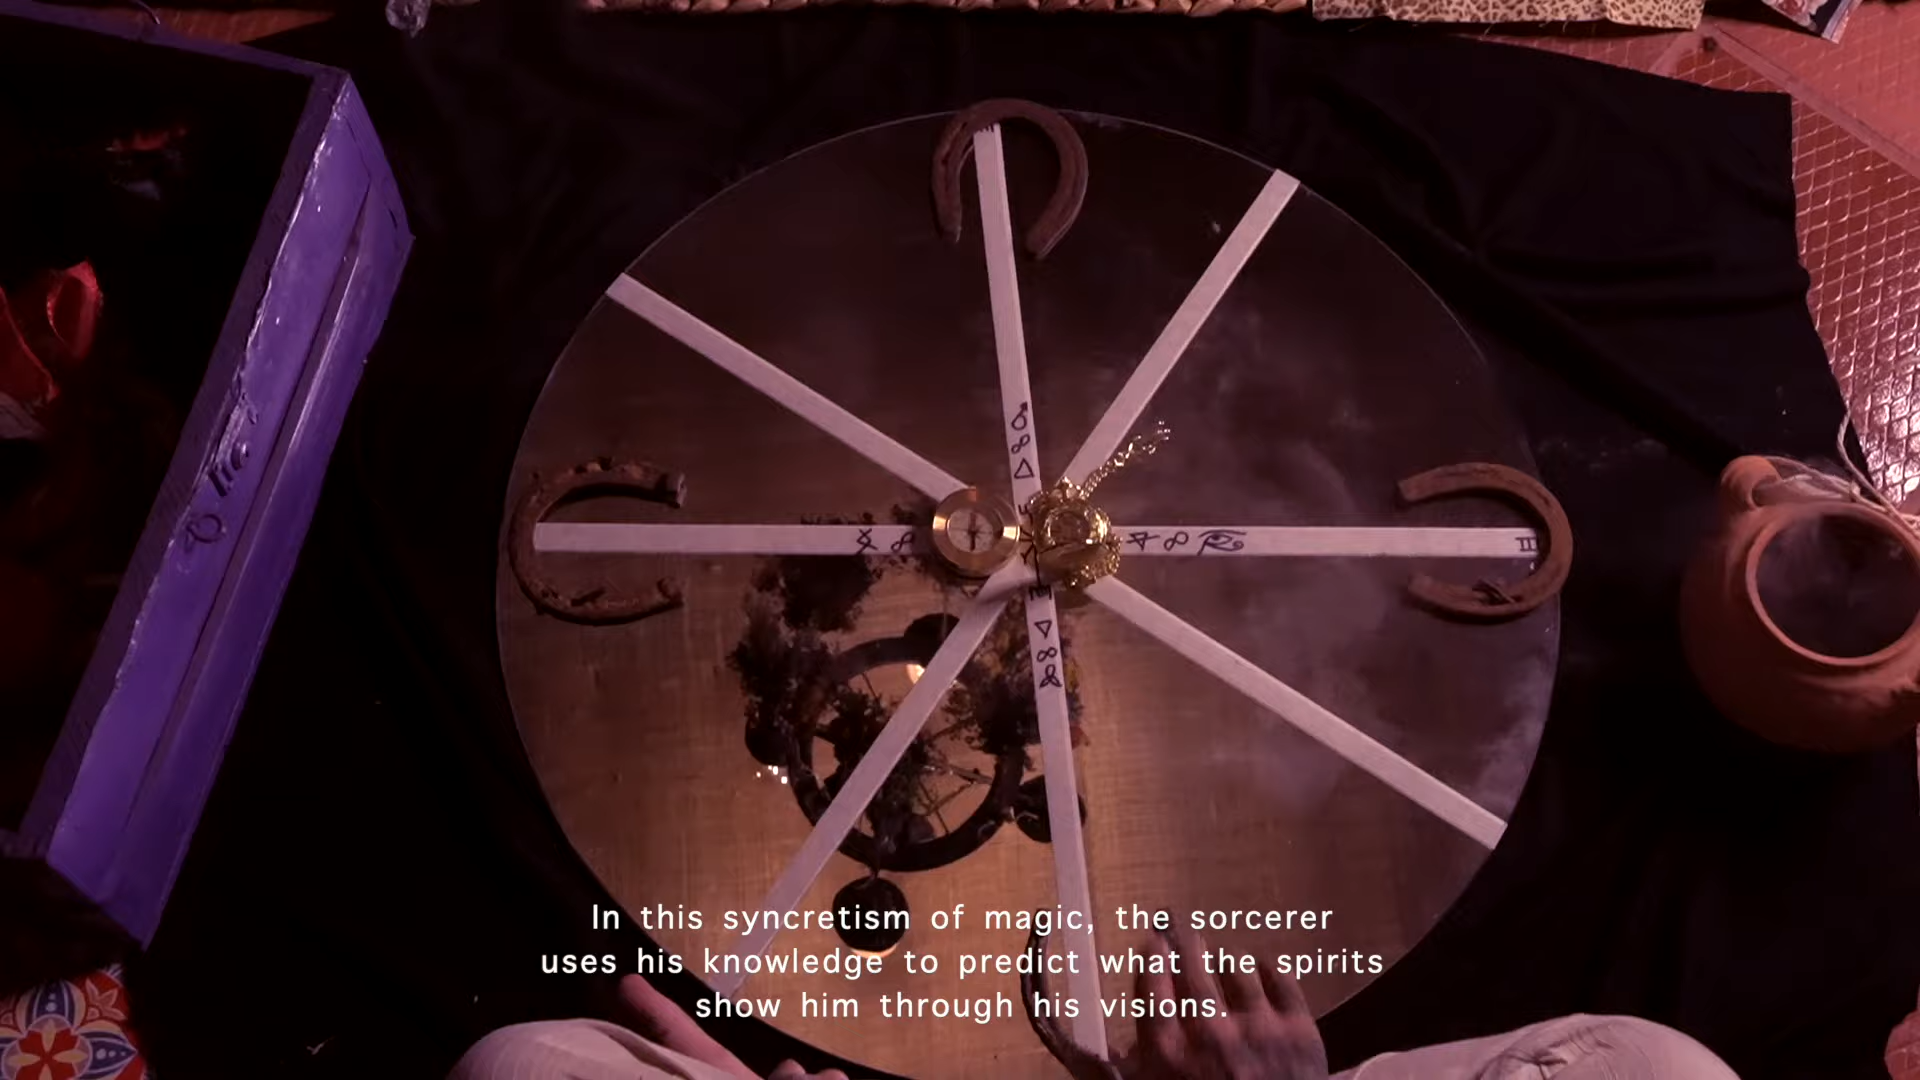 In this syncretism of magic, the sorcerer
uses his knowledge to predict what the spirits
show him through his visions.